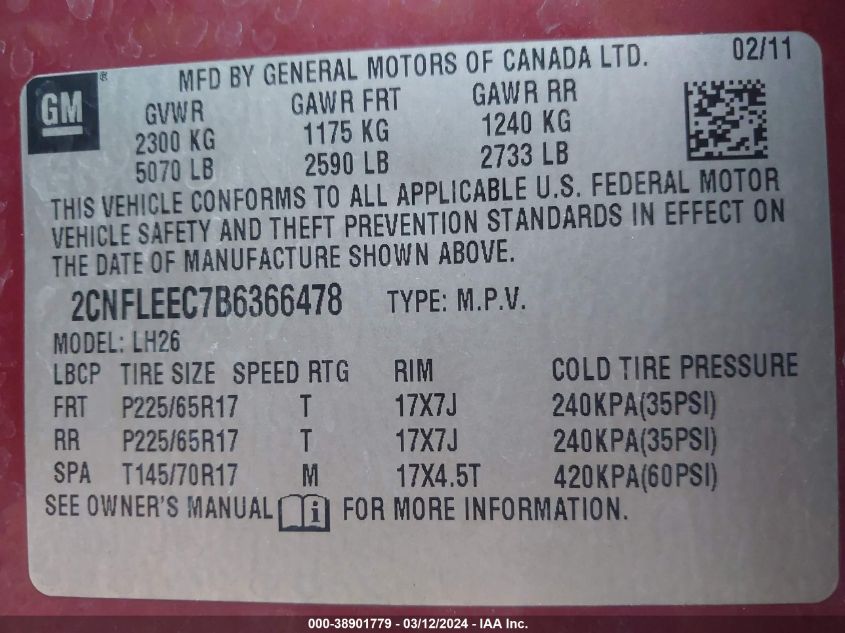 MFD BY GENERAL MOTORS OF CANADA LTD. 02/11
GM ®
GVWR GAWR FRT GAWR RR
2300 KG 1175 KG 1240 KG
5070 LB 2590 LB 2733 LB
THIS VEHICLE CONFORMS TO ALL APPLICABLE U.S. FEDERAL MOTOR
VEHICLE SAFETY AND THEFT PREVENTION STANDARDS IN EFFECT ON
THE DATE OF MANUFACTURE SHOWN ABOVE.
2CNFLEEC7B6366478 TYPE: M.P.V.
MODEL: LH26
LBCP TIRE SIZE SPEED RTG RIM COLD TIRE PRESSURE
FRT P225/65R17 T 17X7J 240KPA(35PSI)
RR P225/65R17 T 17X7J 240KPA(35PSI)
SPA T145/70R17 M 17X4.5T 420KPA(60PSI)
SEE OWNER'S MANUAL i FOR MORE INFORMATION.
000-38901779 - 03/12/2024 - IAA Inc.